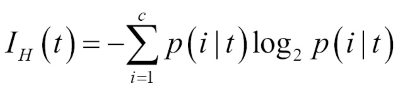 I_H(t) = −∑_{i=1}^{c} p(i|t) log₂ p(i|t)